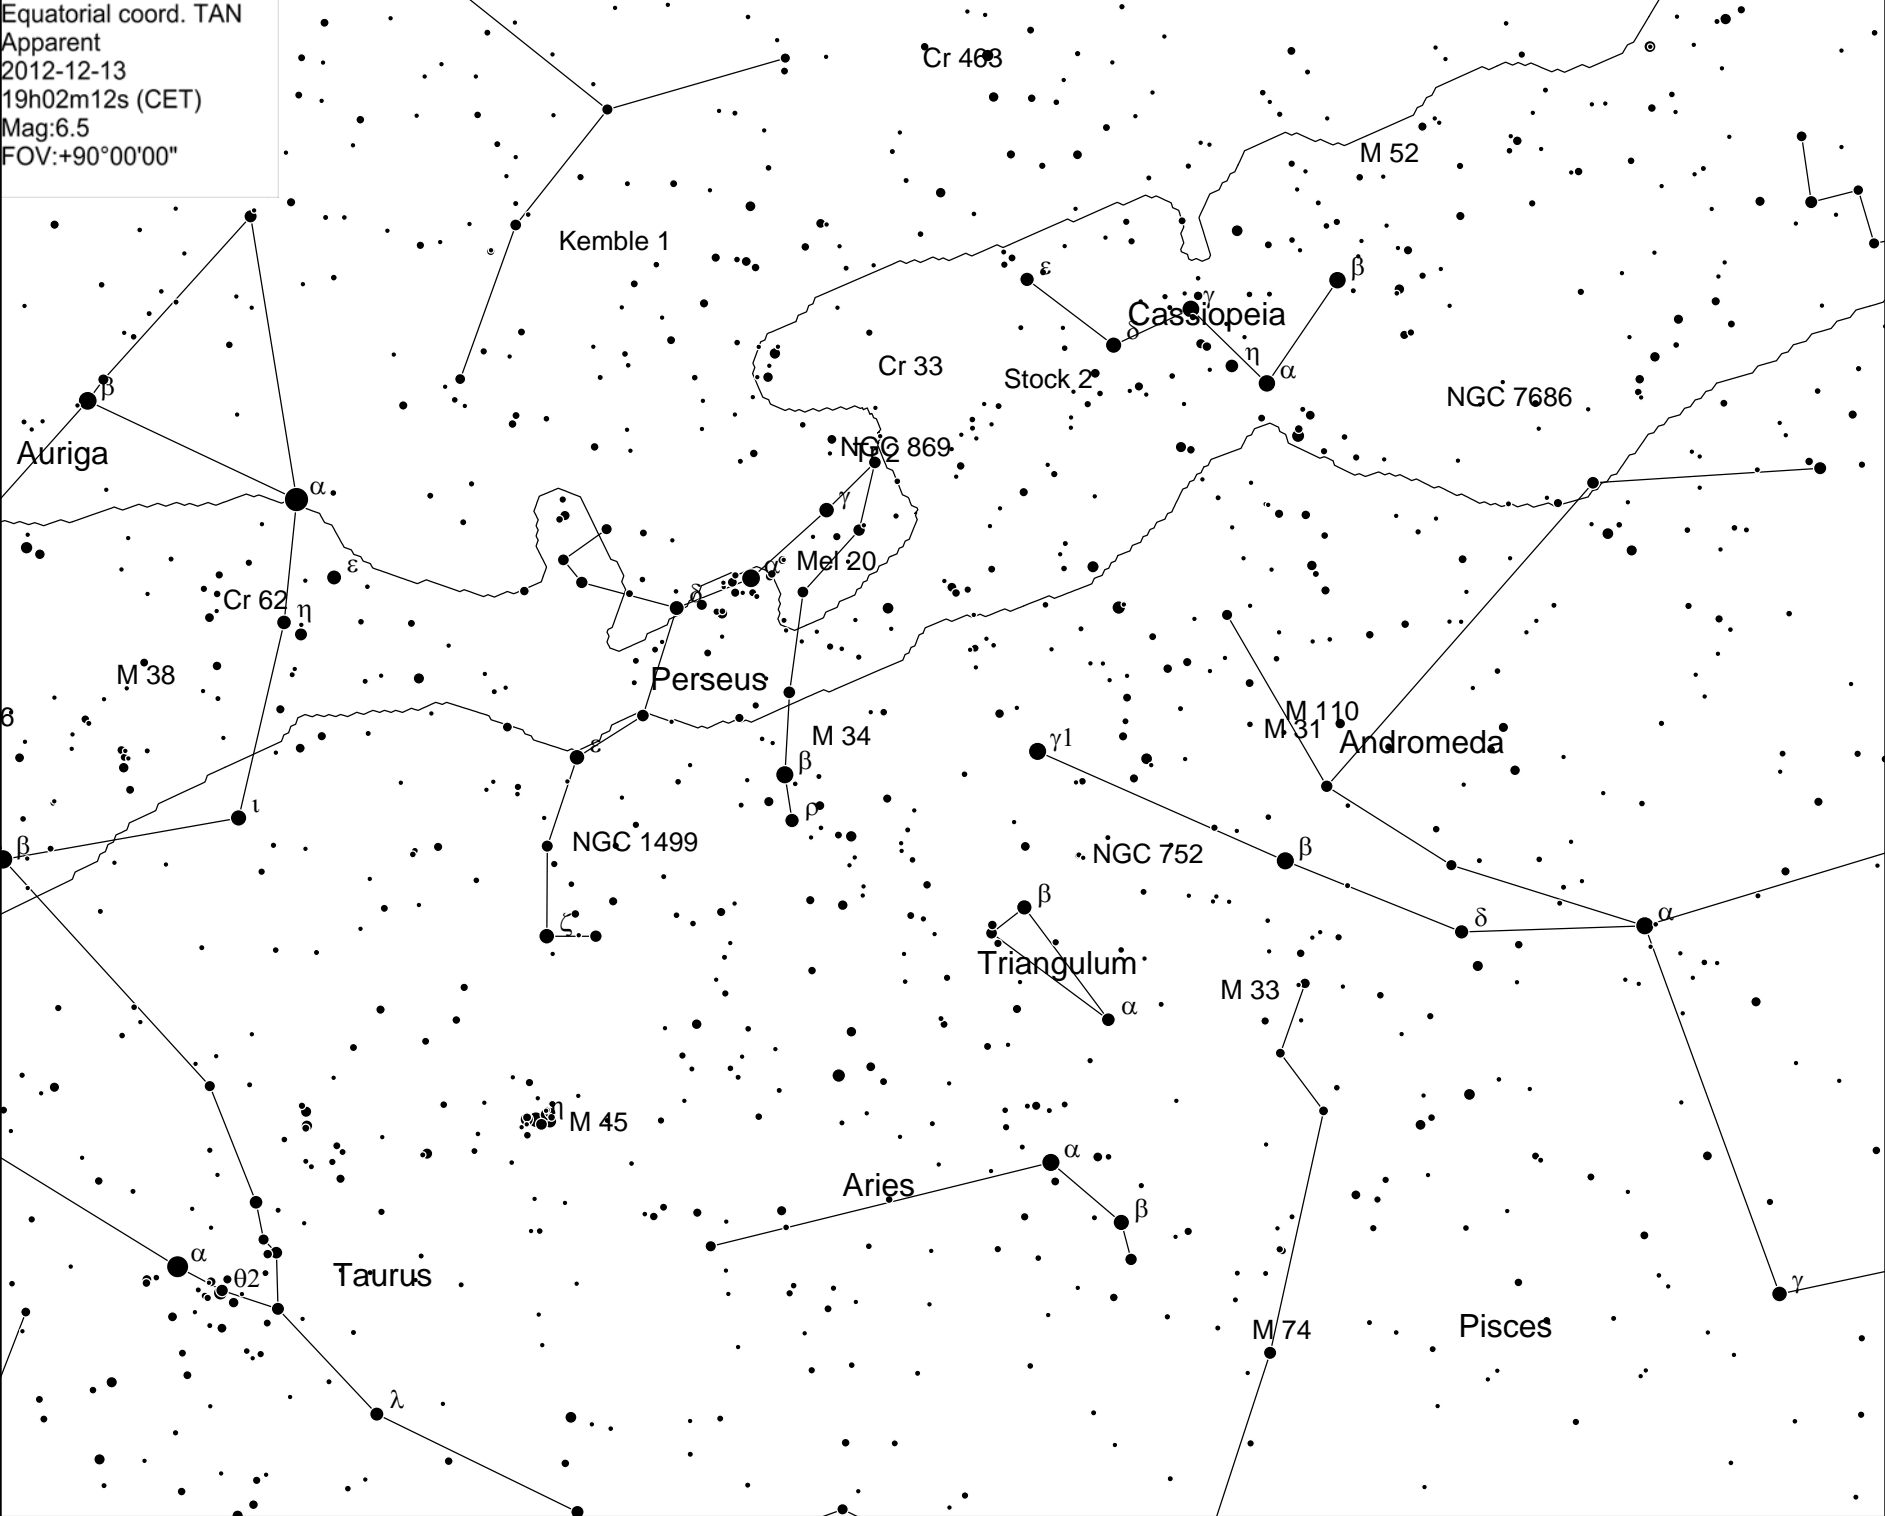 Equatorial coord. TAN
Apparent
2012-12-13
19h02m12s (CET)
Mag:6.5
FOV:+90°00'00"
Cr 463
M 52
Kemble 1
ε
β
γ
Cassiopeia
δ
η
α
Cr 33
Stock 2
NGC 7686
β
Auriga
NGC 869
α
γ
ε
Mel 20
α
δ
Cr 62
η
M 38
Perseus
6
M 110
M 31
Andromeda
M 34
γ1
ε
β
ρ
ι
β
NGC 1499
NGC 752
β
β
ζ
δ
α
Triangulum
M 33
α
η
M 45
α
Aries
β
α
θ2
Taurus
γ
M 74
Pisces
λ